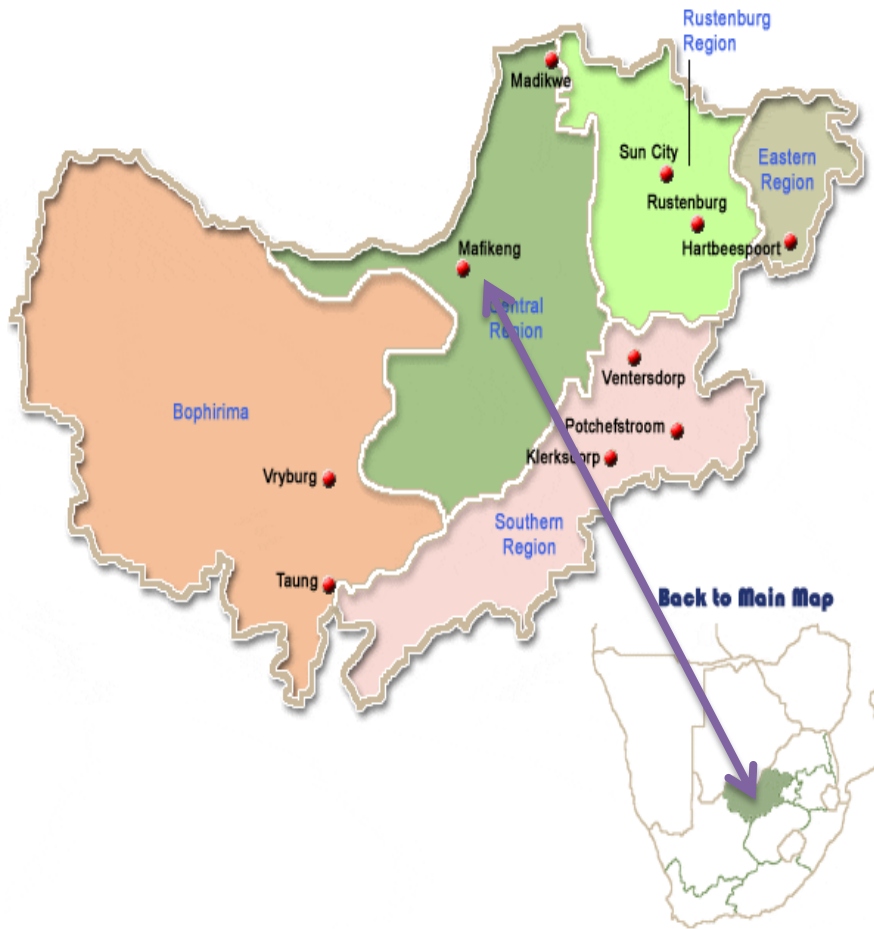 Rustenburg
Region
Madikwe
Sun City
Eastern
Region
Rustenburg
Hartbeespoort
Mafikeng
Central
Region
Ventersdorp
Bophirima
Potchefstroom
Klerksdorp
Vryburg
Southern
Region
Taung
Back to Main Map